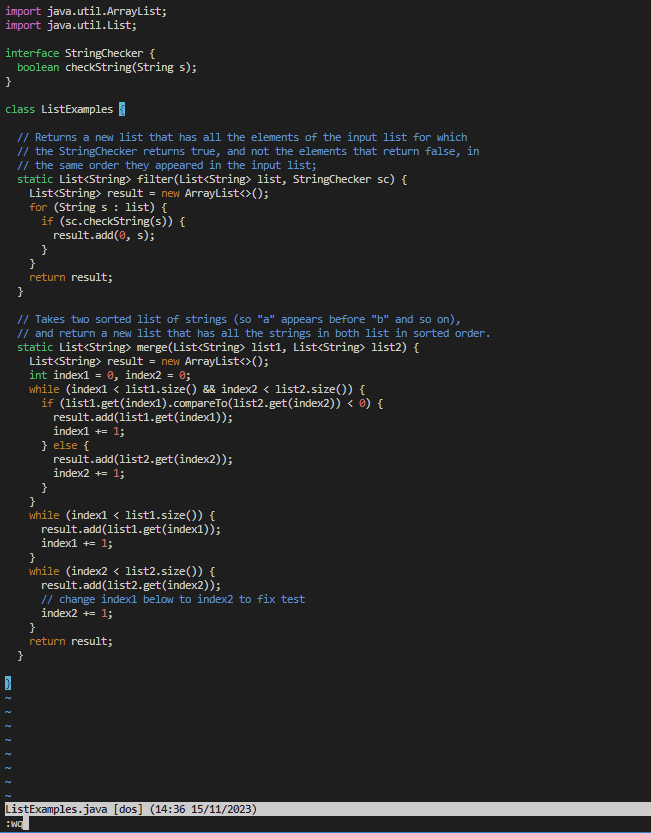 import java.util.ArrayList;
import java.util.List;

interface StringChecker {
  boolean checkString(String s);
}

class ListExamples {

  // Returns a new list that has all the elements of the input list for which
  // the StringChecker returns true, and not the elements that return false, in
  // the same order they appeared in the input list;
  static List<String> filter(List<String> list, StringChecker sc) {
    List<String> result = new ArrayList<>();
    for (String s : list) {
      if (sc.checkString(s)) {
        result.add(0, s);
      }
    }
    return result;
  }

  // Takes two sorted list of strings (so "a" appears before "b" and so on),
  // and return a new list that has all the strings in both list in sorted order.
  static List<String> merge(List<String> list1, List<String> list2) {
    List<String> result = new ArrayList<>();
    int index1 = 0, index2 = 0;
    while (index1 < list1.size() && index2 < list2.size()) {
      if (list1.get(index1).compareTo(list2.get(index2)) < 0) {
        result.add(list1.get(index1));
        index1 += 1;
      } else {
        result.add(list2.get(index2));
        index2 += 1;
      }
    }
    while (index1 < list1.size()) {
      result.add(list1.get(index1));
      index1 += 1;
    }
    while (index2 < list2.size()) {
      result.add(list2.get(index2));
      // change index1 below to index2 to fix test
      index2 += 1;
    }
    return result;
  }

}
~
~
~
~
~
~
~
~
ListExamples.java [dos] (14:36 15/11/2023)
:wq